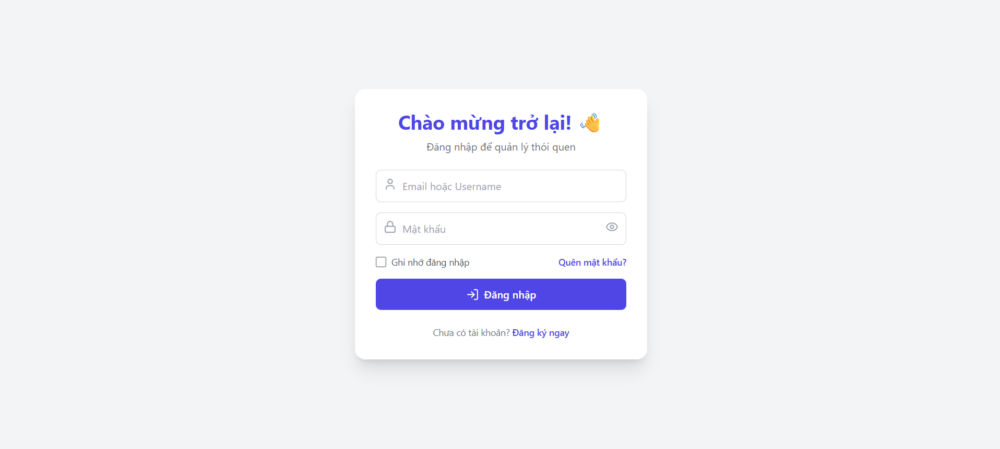 Chào mừng trở lại! 👋
Đăng nhập để quản lý thói quen
Email hoặc Username
Mật khẩu
Ghi nhớ đăng nhập
Quên mật khẩu?
Đăng nhập
Chưa có tài khoản? Đăng ký ngay